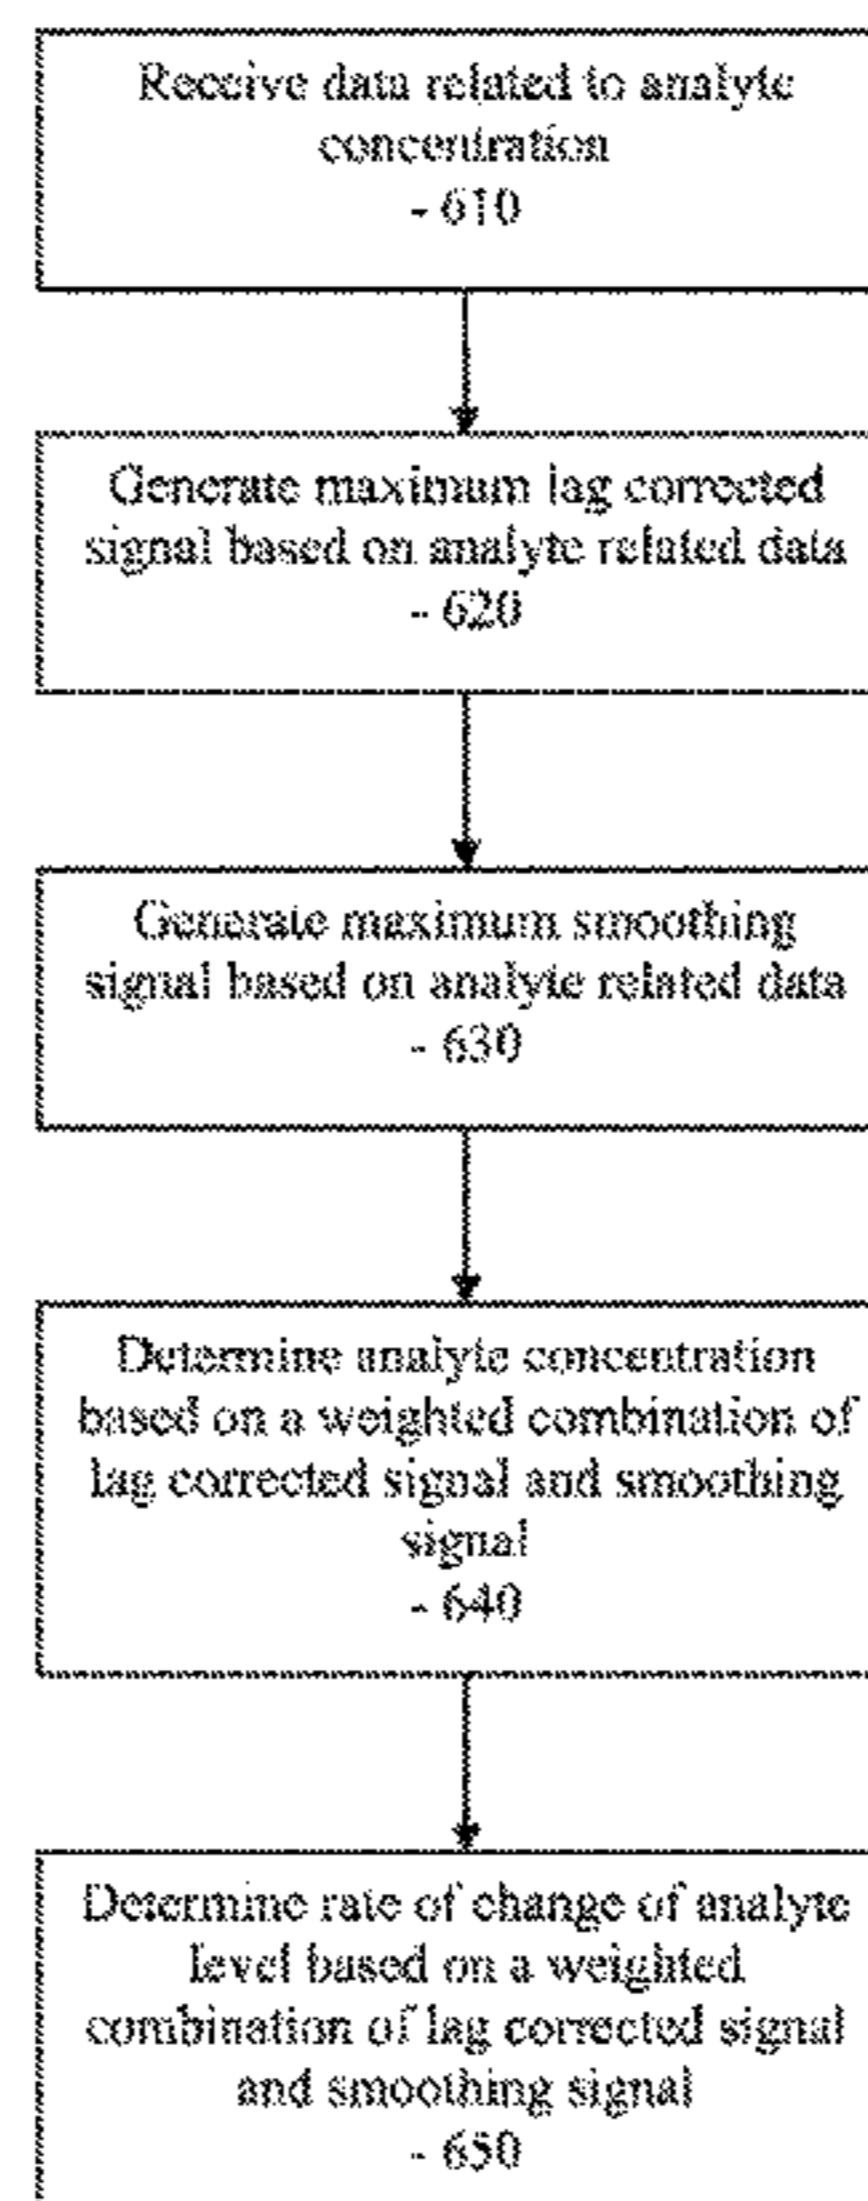 Receive data related to analyte
concentration
- 610
Generate maximum lag corrected
signal based on analyte related data
- 620
Generate maximum smoothing
signal based on analyte related data
- 630
Determine analyte concentration
based on a weighted combination of
lag corrected signal and smoothing
signal
- 640
Determine rate of change of analyte
level based on a weighted
combination of lag corrected signal
and smoothing signal
- 650